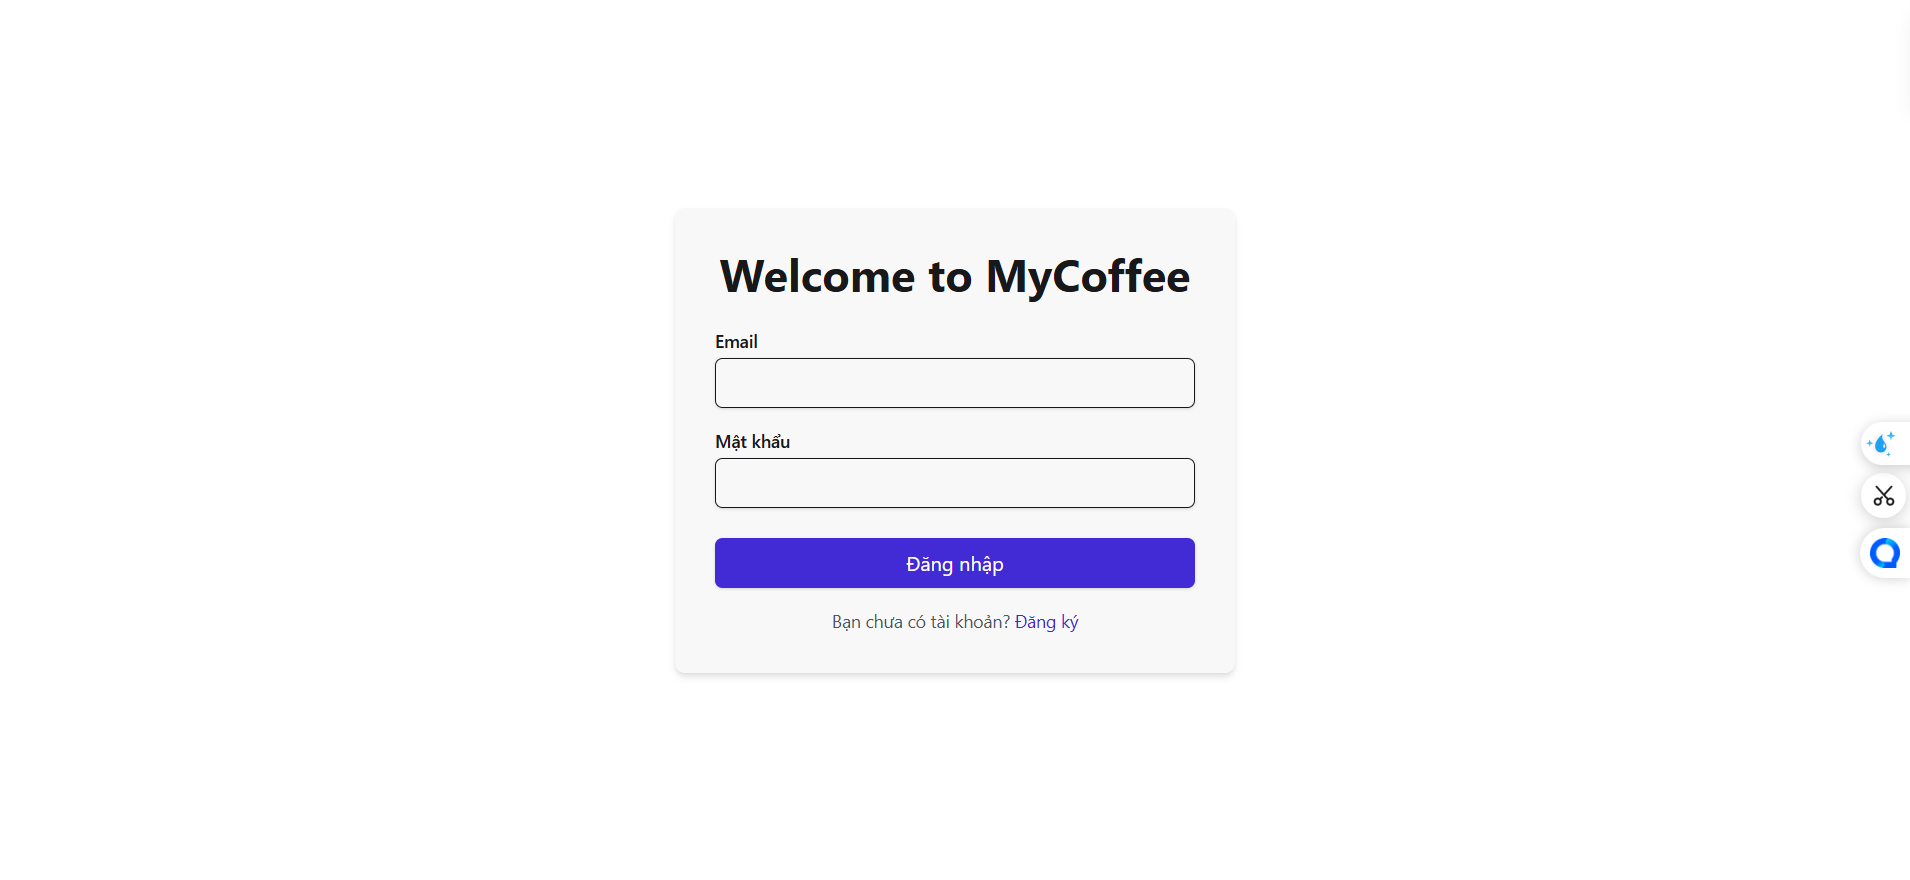 Welcome to MyCoffee
Email
Mật khẩu
Đăng nhập
Bạn chưa có tài khoản? Đăng ký